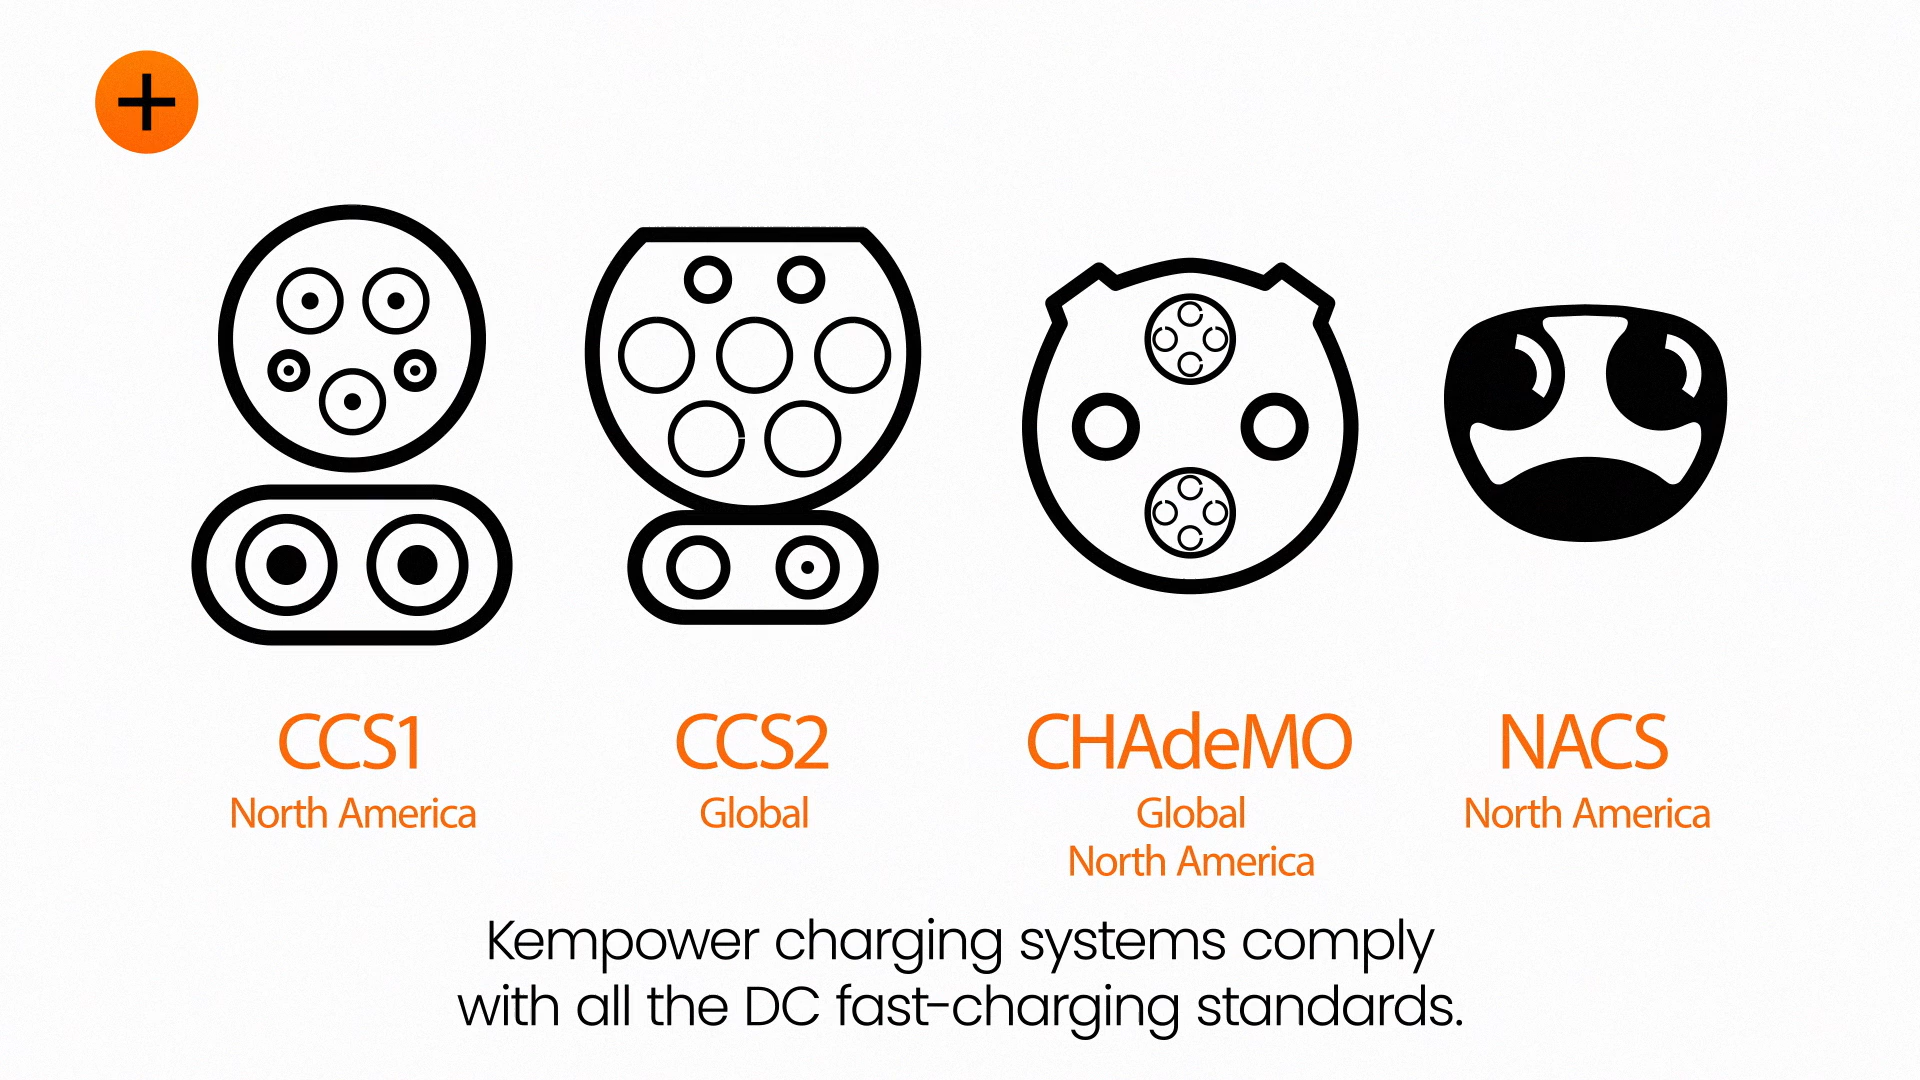 CCS1
North America
CCS2
Global
CHAdeMO
Global
North America
NACS
North America
Kempower charging systems comply
with all the DC fast-charging standards.